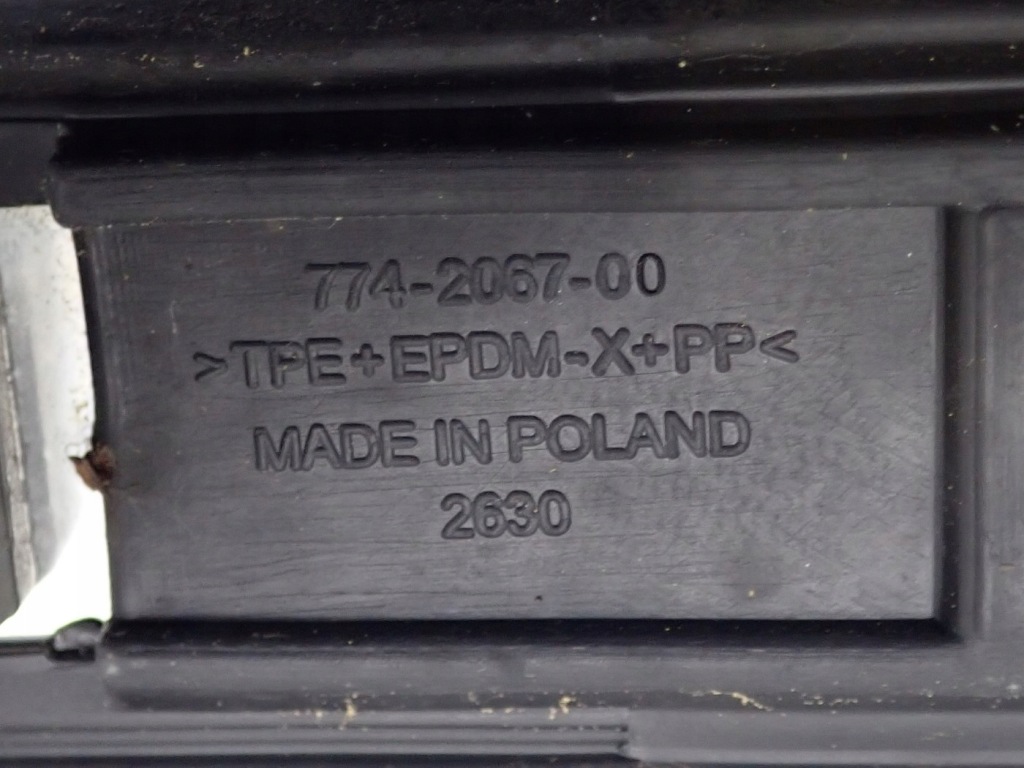 774-2067-00
>TPE+EPDM-X+PP<
MADE IN POLAND
2630